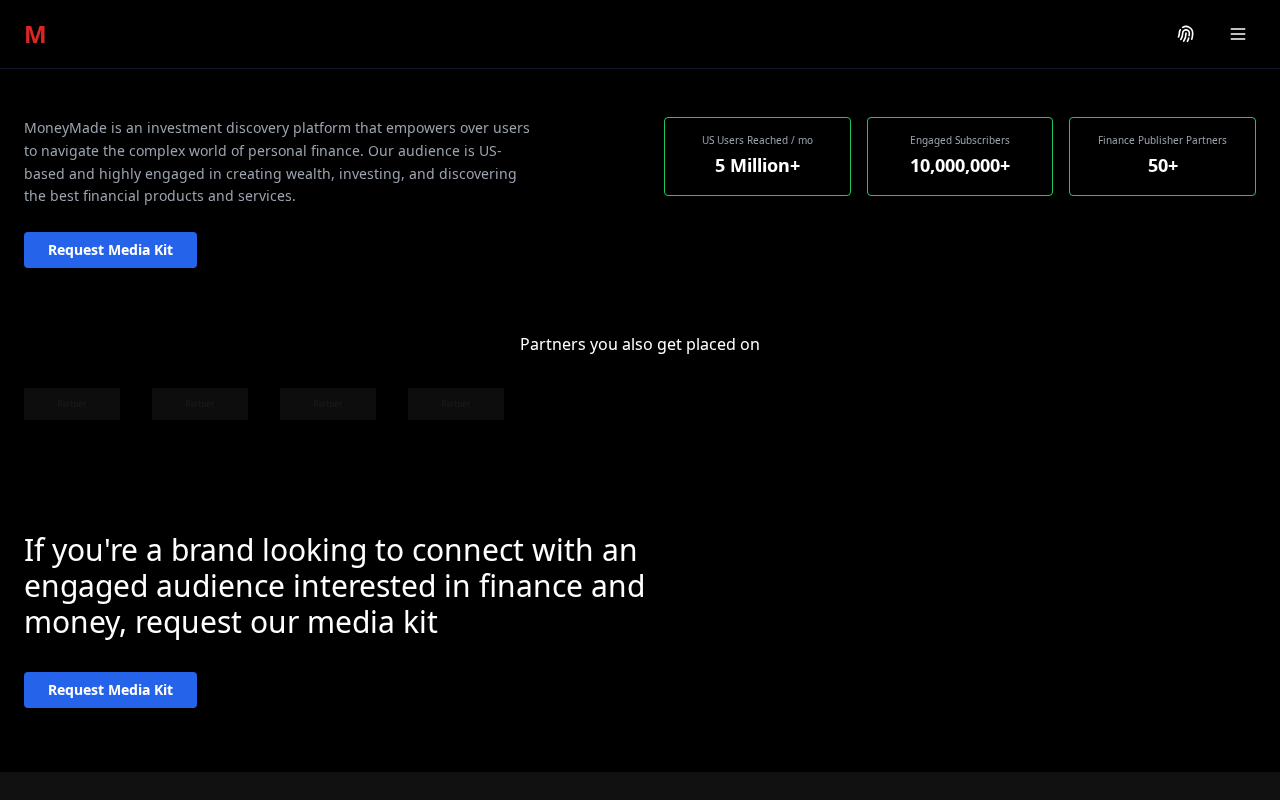 M
MoneyMade is an investment discovery platform that empowers over users
to navigate the complex world of personal finance. Our audience is US-
based and highly engaged in creating wealth, investing, and discovering
the best financial products and services.
Request Media Kit
US Users Reached / mo
5 Million+
Engaged Subscribers
10,000,000+
Finance Publisher Partners
50+
Partners you also get placed on
Partner
Partner
Partner
Partner
If you're a brand looking to connect with an
engaged audience interested in finance and
money, request our media kit
Request Media Kit